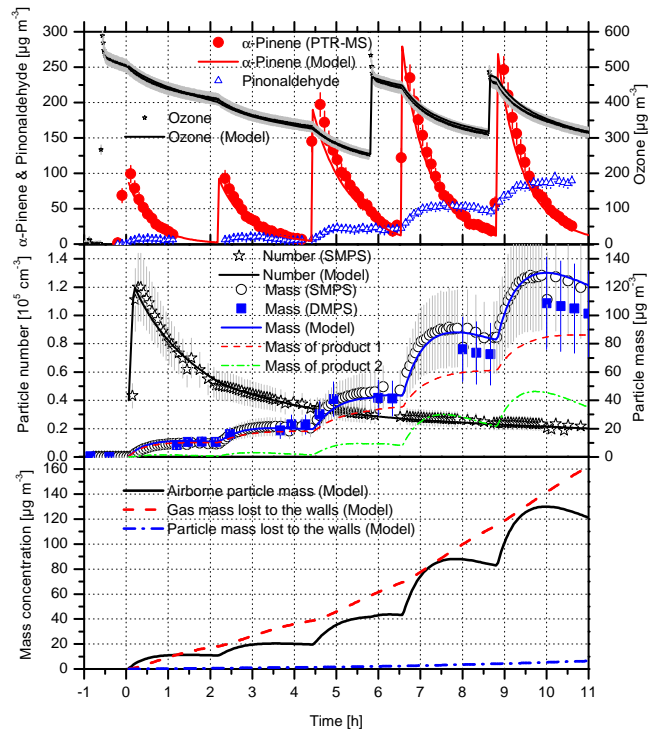 α-Pinene & Pinonaldehyde [µg m-3]
300
250
200
150
100
50
0
α-Pinene (PTR-MS)
α-Pinene (Model)
Pinonaldehyde
Ozone
Ozone (Model)
600
500
400
300
200
100
0
Ozone [µg m-3]
Particle number [10^5 cm-3]
1.4
1.2
1.0
0.8
0.6
0.4
0.2
0.0
Number (SMPS)
Number (Model)
Mass (SMPS)
Mass (DMPS)
Mass (Model)
Mass of product 1
Mass of product 2
140
120
100
80
60
40
20
0
Particle mass [µg m-3]
Mass concentration [µg m-3]
160
140
120
100
80
60
40
20
0
Airborne particle mass (Model)
Gas mass lost to the walls (Model)
Particle mass lost to the walls (Model)
-1 0 1 2 3 4 5 6 7 8 9 10 11
Time [h]